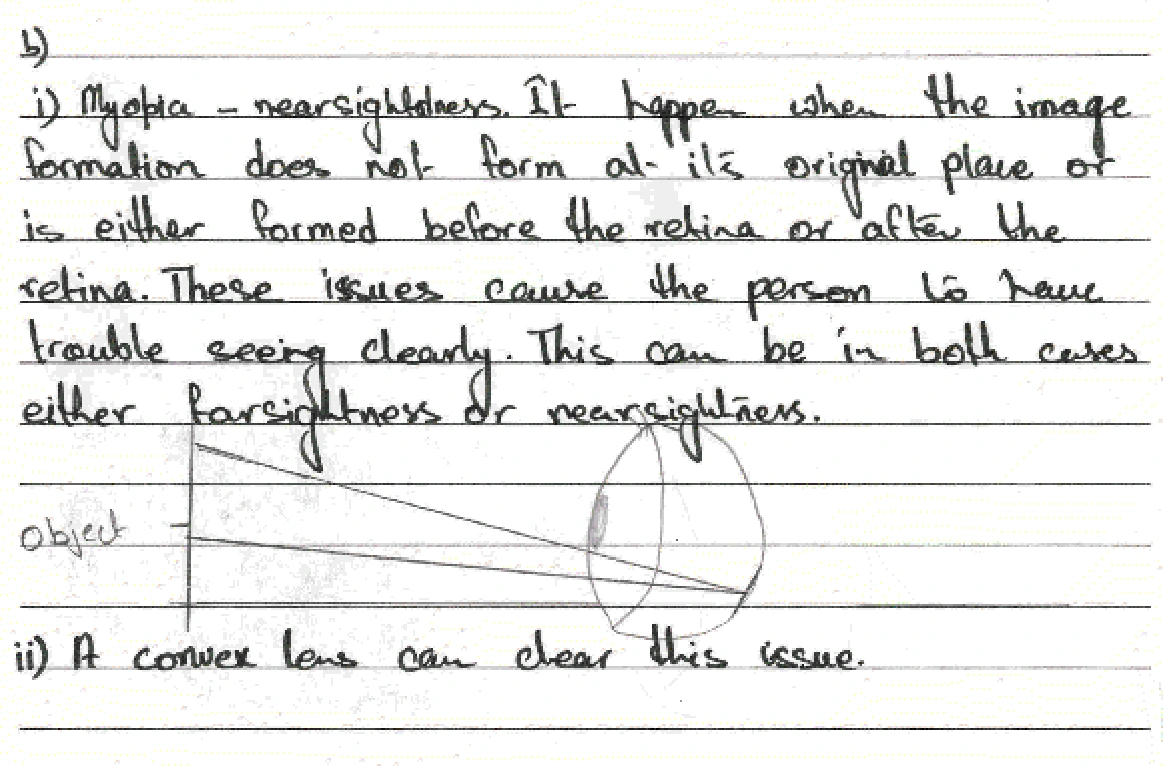 b)
i) Myopia - nearsightdness. It happen when the image
formation does not form at it's original place or
is either formed before the retina or after the
retina. These issues cause the person to have
trouble seeing clearly. This can be in both cases
either farsightness or nearsightness.
Object
ii) A convex lens can clear this issue.